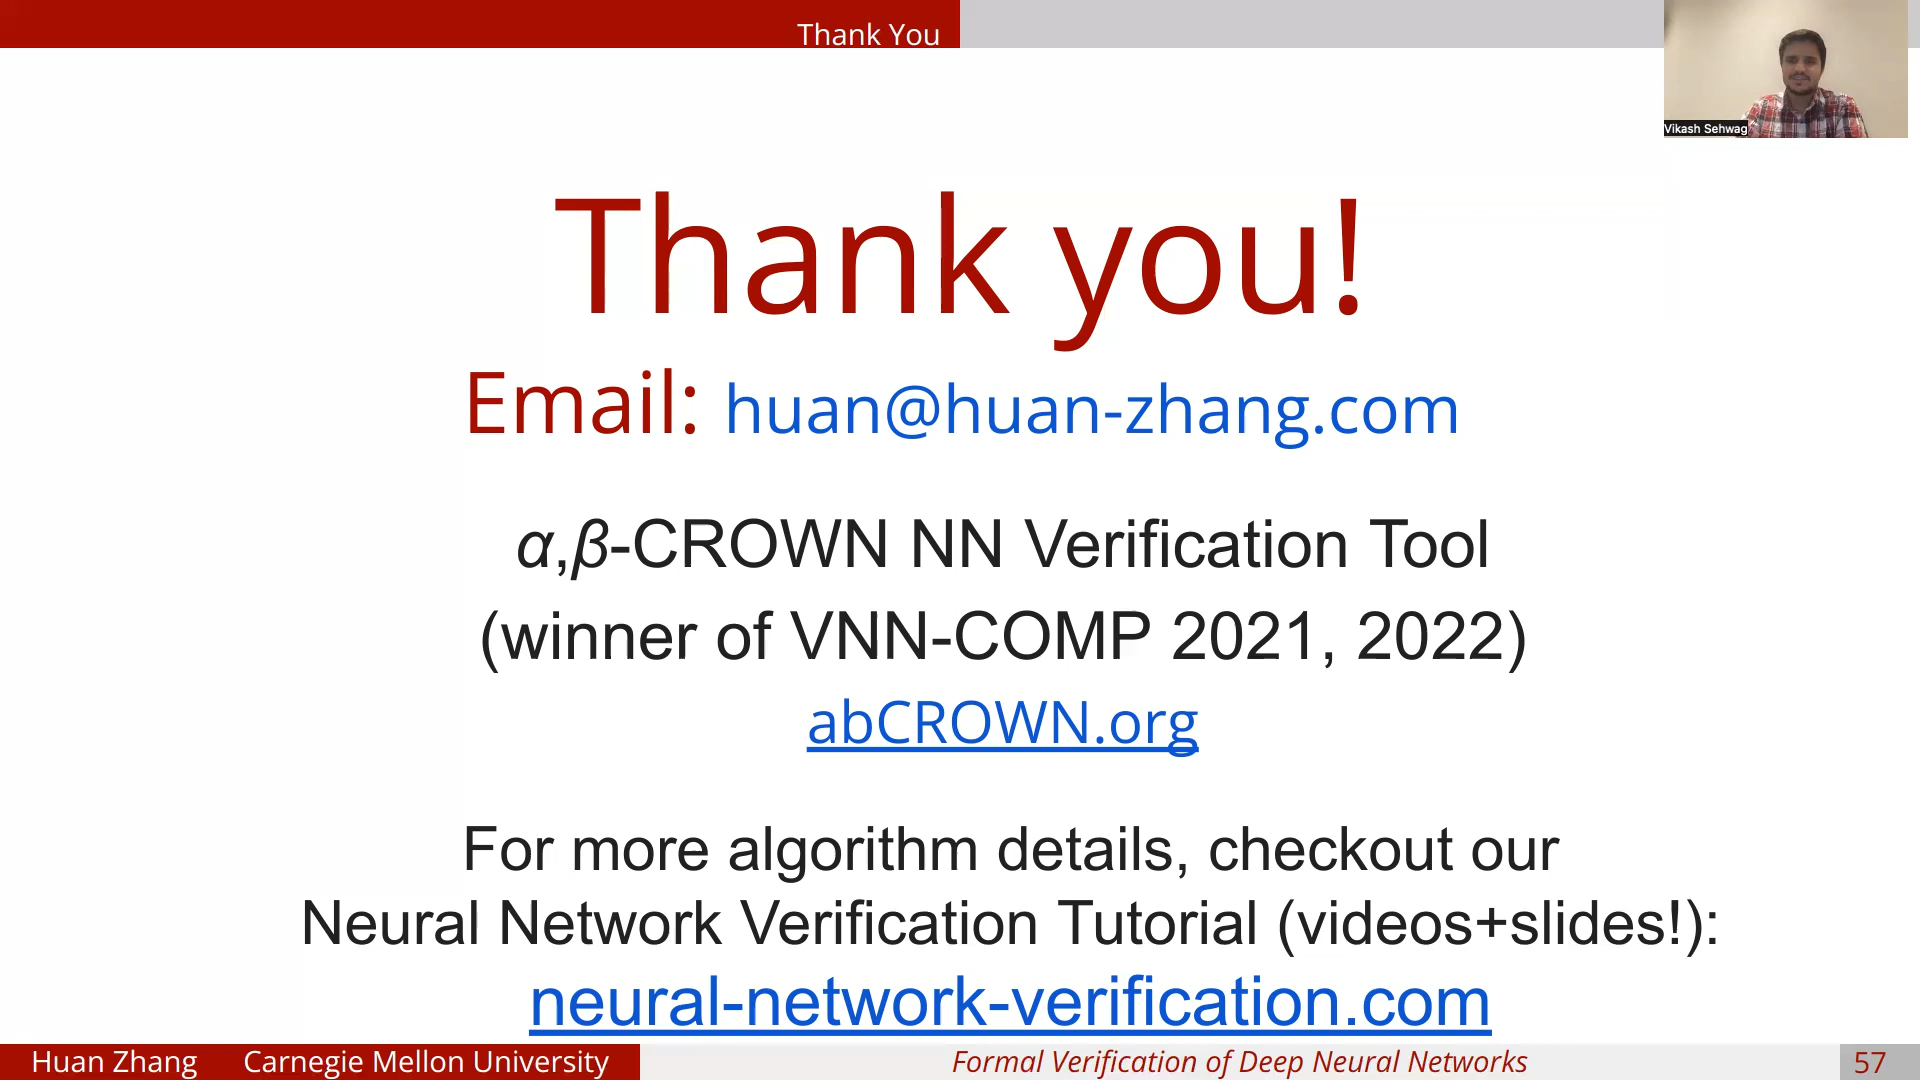 Thank You
Vikash Sehwag
Thank you!
Email: huan@huan-zhang.com
α,β-CROWN NN Verification Tool
(winner of VNN-COMP 2021, 2022)
abCROWN.org
For more algorithm details, checkout our
Neural Network Verification Tutorial (videos+slides!):
neural-network-verification.com
Huan Zhang Carnegie Mellon University Formal Verification of Deep Neural Networks 57